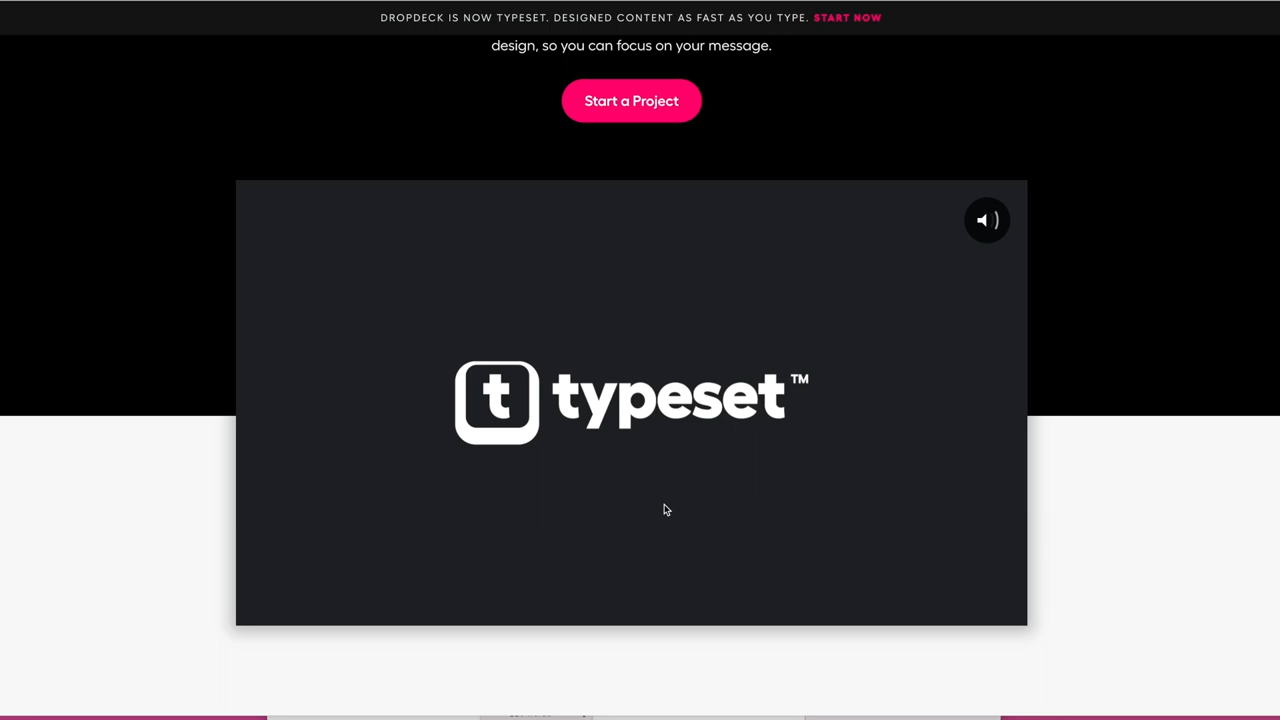 DROPDECK IS NOW TYPESET. DESIGNED CONTENT AS FAST AS YOU TYPE. START NOW
design, so you can focus on your message.
Start a Project
t typeset™